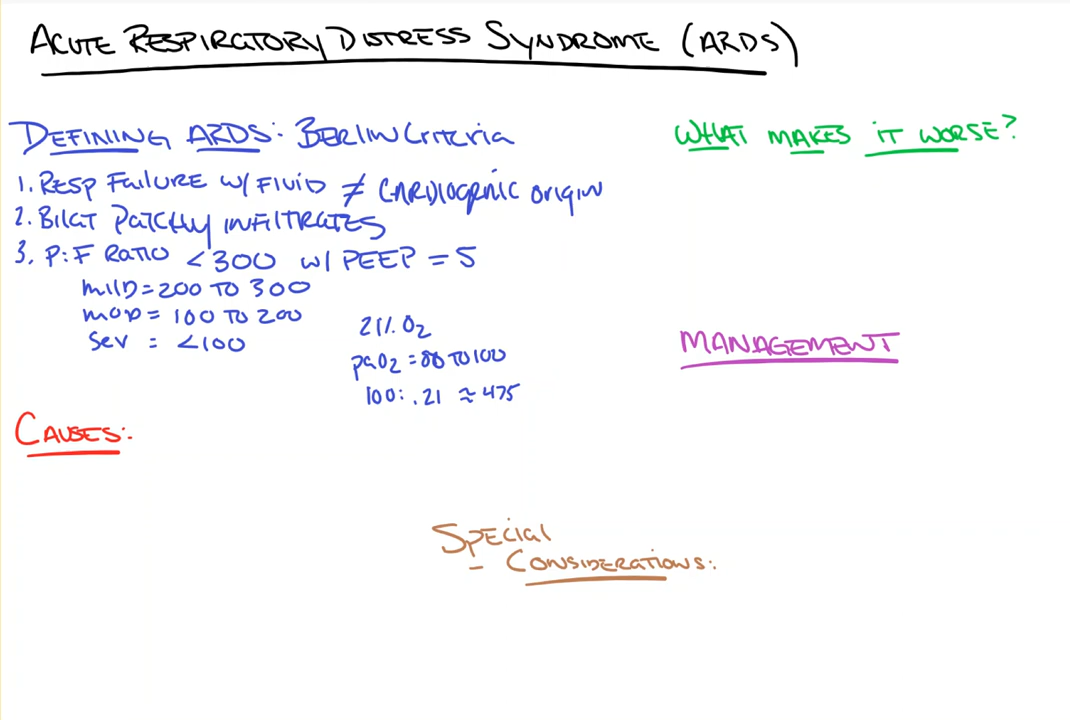 ACUTE RESPIRATORY DISTRESS SYNDROME (ARDS)
DEFINING ARDS: BERLIN CRITERIA
1. RESP FAILURE W/ FLUID ≠ CARDIOGENIC ORIGIN
2. BILAT PATCHY INFILTRATES
3. P:F RATIO <300 W/ PEEP = 5
MILD = 200 TO 300
MOD = 100 TO 200
SEV = <100
21% O2
PaO2 = 80 TO 100
100: .21 ≈ 475
CAUSES:
WHAT MAKES IT WORSE?
MANAGEMENT
SPECIAL
- CONSIDERATIONS: